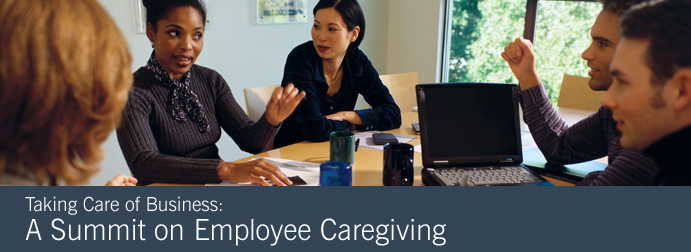 Taking Care of Business:
A Summit on Employee Caregiving